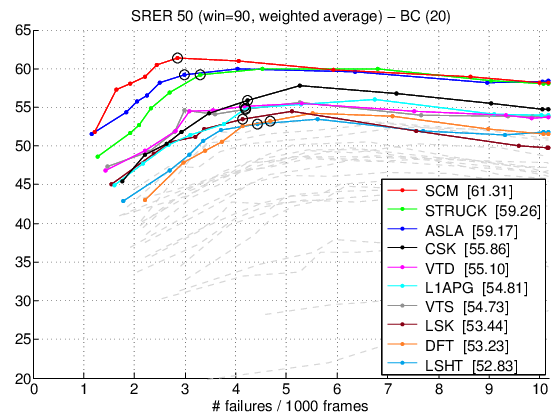 SRER 50 (win=90, weighted average) – BC (20)
65
60
55
50
45
40
35
30
25
20
SCM [61.31]
STRUCK [59.26]
ASLA [59.17]
CSK [55.86]
VTD [55.10]
L1APG [54.81]
VTS [54.73]
LSK [53.44]
DFT [53.23]
LSHT [52.83]
0 1 2 3 4 5 6 7 8 9 10
# failures / 1000 frames